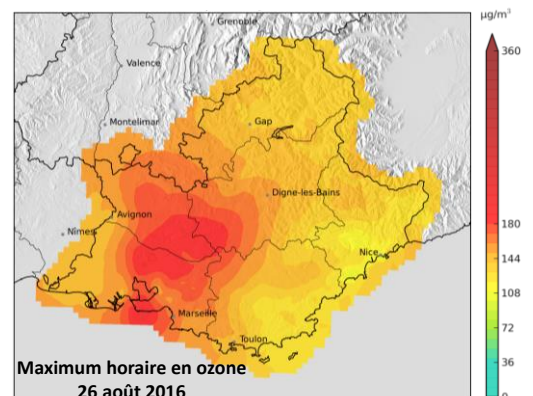 µg/m³
Grenoble
360
Valence
Montelimar
Gap
Digne-les-Bains
Avignon
180
Nîmes
Nice
144
108
Marseille
72
Toulon
36
Maximum horaire en ozone
26 août 2016
0